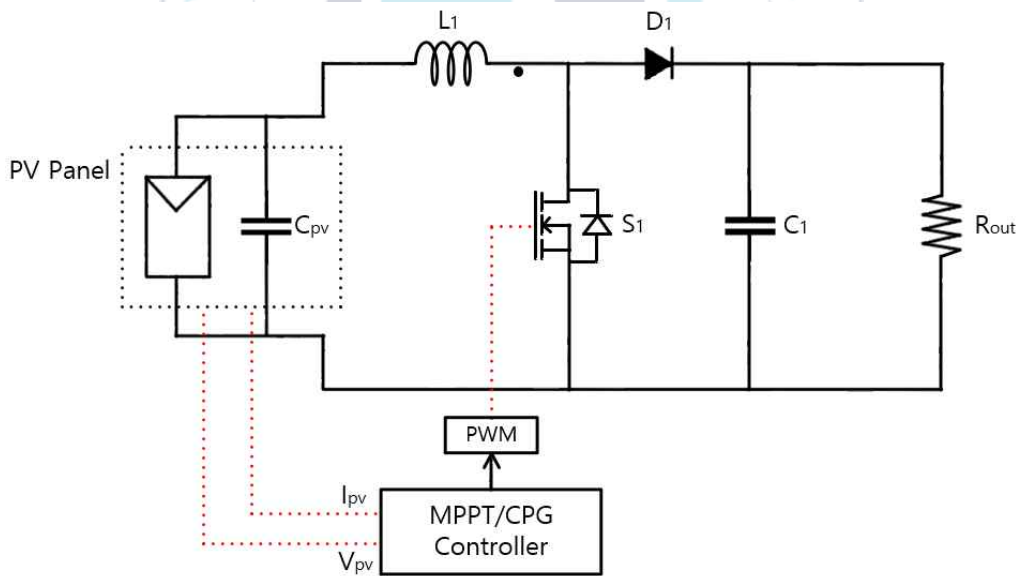 L1
D1
PV Panel
Cpv
S1
C1
Rout
PWM
Ipv
MPPT/CPG
Controller
Vpv